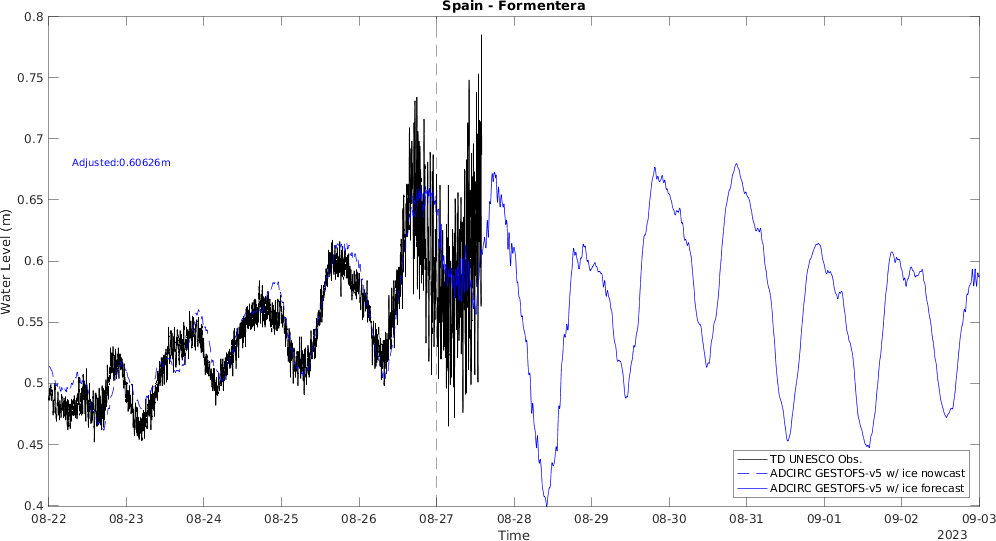 Spain - Formentera
0.8
0.75
0.7
0.65
0.6
0.55
0.5
0.45
0.4
Water Level (m)
Adjusted:0.60626m
TD UNESCO Obs.
ADCIRC GESTOFS-v5 w/ ice nowcast
ADCIRC GESTOFS-v5 w/ ice forecast
08-22 08-23 08-24 08-25 08-26 08-27 08-28 08-29 08-30 08-31 09-01 09-02 09-03
Time
2023